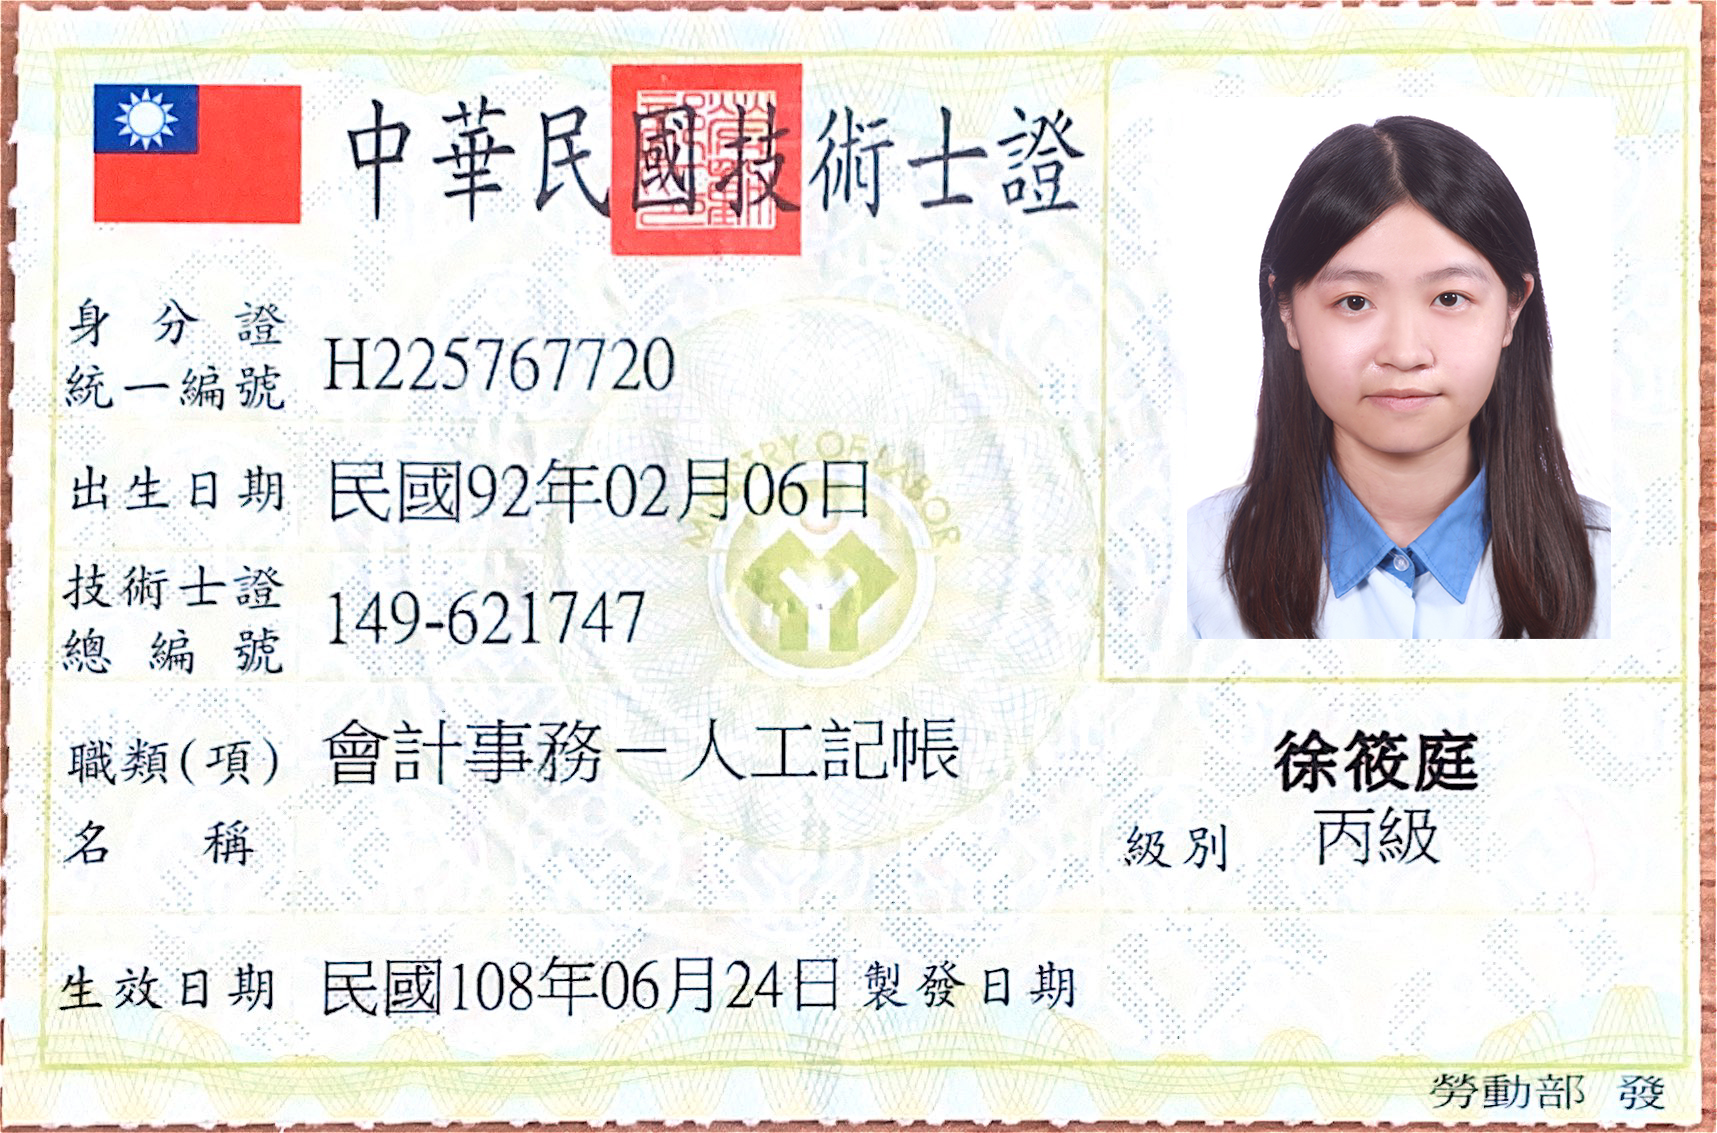 中華民國技術士證
身分證
統一編號 H225767720
出生日期 民國92年02月06日
MINISTRY OF LABOR
技術士證
總編號 149-621747
職類(項) 會計事務－人工記帳
名稱
徐筱庭
級別 丙級
生效日期 民國108年06月24日 製發日期
勞動部 發